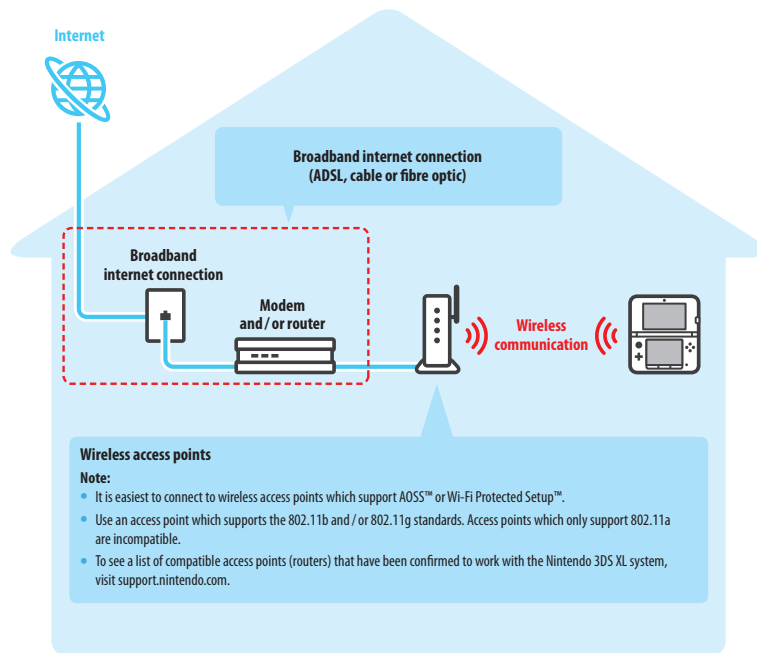 Internet
Broadband internet connection
(ADSL, cable or fibre optic)
Broadband
internet connection
Modem
and / or router
Wireless
communication
Wireless access points
Note:
• It is easiest to connect to wireless access points which support AOSS™ or Wi-Fi Protected Setup™.
• Use an access point which supports the 802.11b and / or 802.11g standards. Access points which only support 802.11a
are incompatible.
• To see a list of compatible access points (routers) that have been confirmed to work with the Nintendo 3DS XL system,
visit support.nintendo.com.